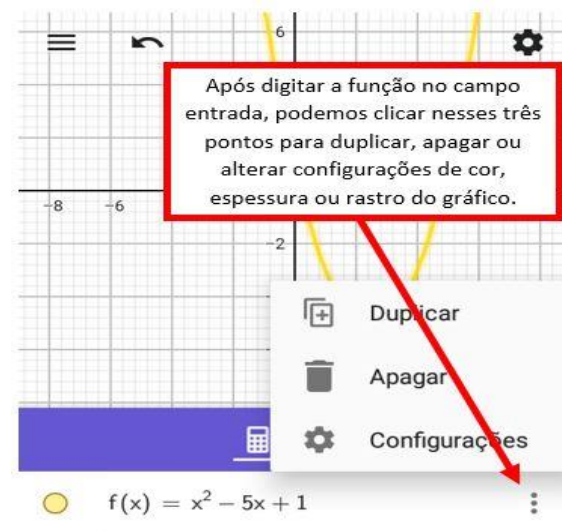 6
Após digitar a função no campo
entrada, podemos clicar nesses três
pontos para duplicar, apagar ou
alterar configurações de cor,
espessura ou rastro do gráfico.
-8 -6
-2
Duplicar
Apagar
Configurações
f(x) = x² − 5x + 1